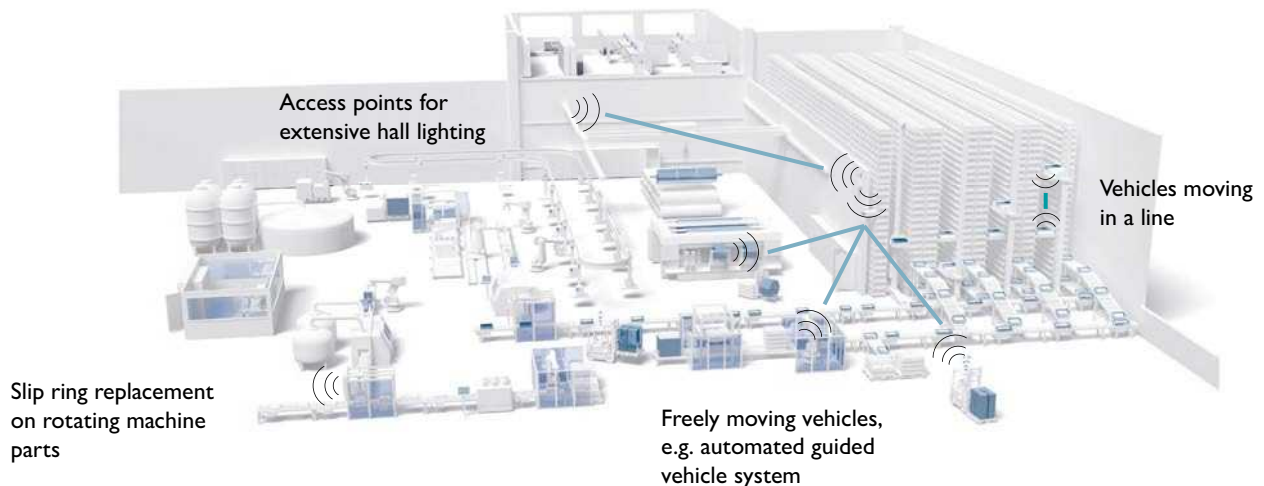 Access points for
extensive hall lighting
Vehicles moving
in a line
Slip ring replacement
on rotating machine
parts
Freely moving vehicles,
e.g. automated guided
vehicle system